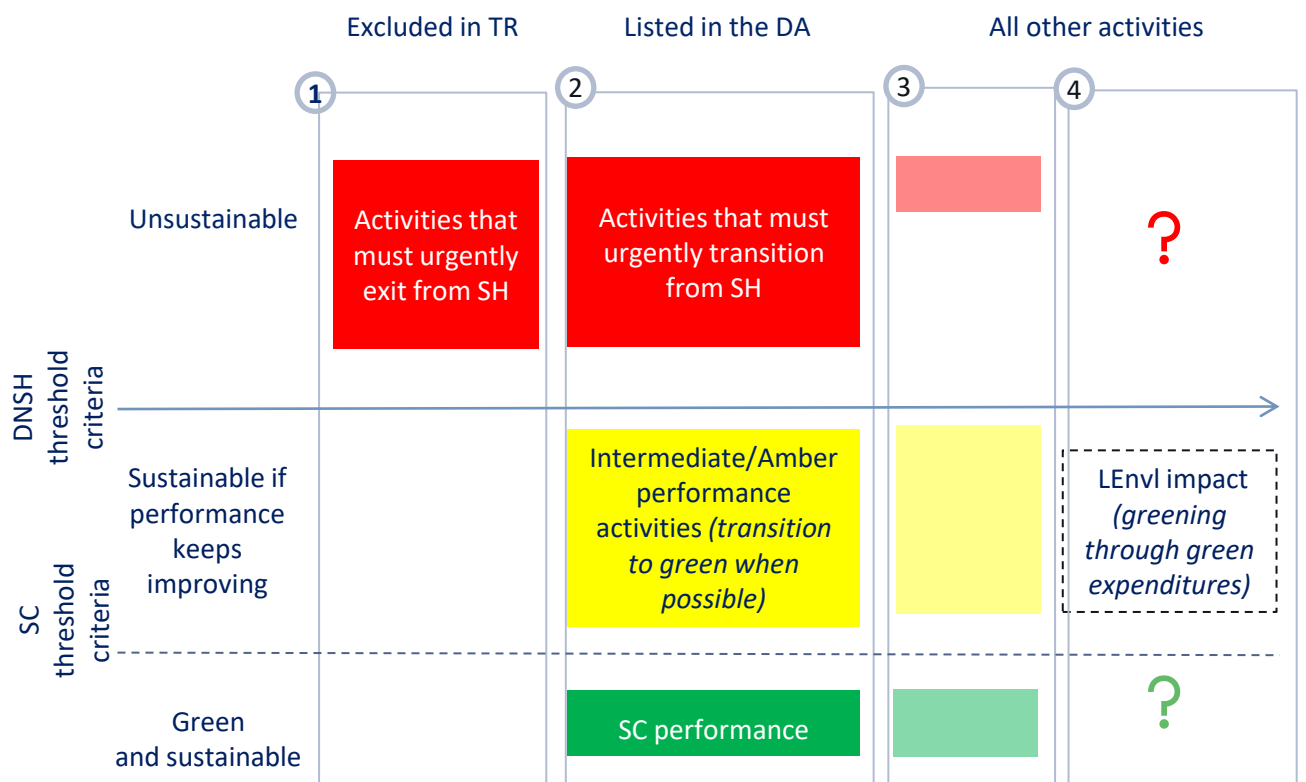 Excluded in TR
Listed in the DA
All other activities
1
2
3
4
Unsustainable
Activities that
must urgently
exit from SH
Activities that must
urgently transition
from SH
?
DNSH
threshold
criteria
Sustainable if
performance
keeps
improving
Intermediate/Amber
performance
activities (transition
to green when
possible)
LEnvl impact
(greening
through green
expenditures)
SC
threshold
criteria
Green
and sustainable
SC performance
?